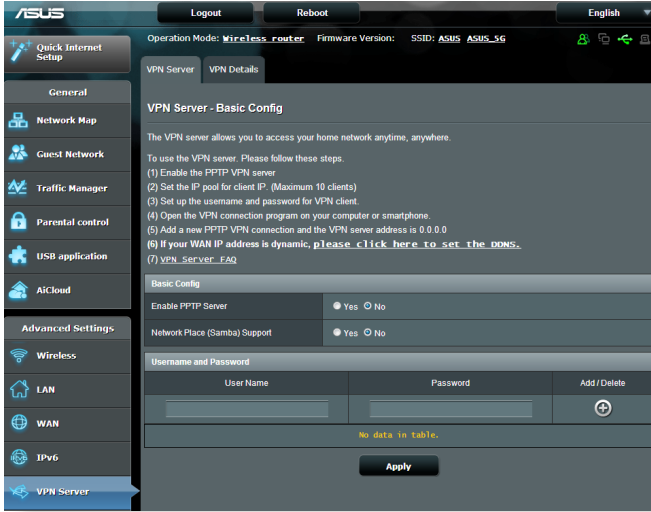 ASUS
Logout
Reboot
English
Quick Internet
Setup
Operation Mode: Wireless router Firmware Version: SSID: ASUS ASUS_5G
VPN Server
VPN Details
General
Network Map
Guest Network
Traffic Manager
Parental control
USB application
AiCloud
Advanced Settings
Wireless
LAN
WAN
IPv6
VPN Server
VPN Server - Basic Config
The VPN server allows you to access your home network anytime, anywhere.
To use the VPN server. Please follow these steps.
(1) Enable the PPTP VPN server
(2) Set the IP pool for client IP. (Maximum 10 clients)
(3) Set up the username and password for VPN client.
(4) Open the VPN connection program on your computer or smartphone.
(5) Add a new PPTP VPN connection and the VPN server address is 0.0.0.0
(6) If your WAN IP address is dynamic, please click here to set the DDNS.
(7) VPN Server FAQ
Basic Config
Enable PPTP Server Yes No
Network Place (Samba) Support Yes No
Username and Password
User Name Password Add / Delete
No data in table.
Apply